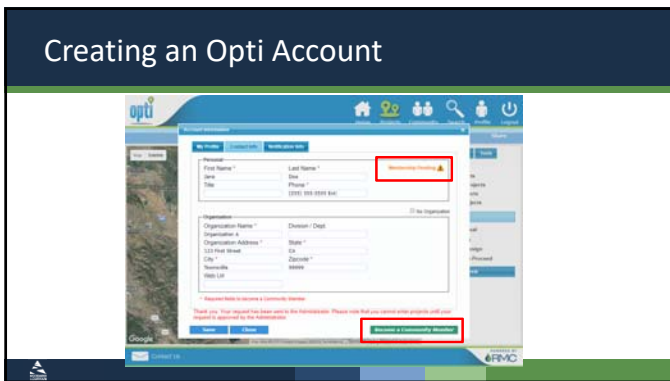 Creating an Opti Account
opti
Home Projects Community Search Profile Logout
Account Information
My Profile Contact Info Notification Info
Personal
Membership Pending
First Name * Last Name *
Jane Doe
Title Phone *
(555) 555-5555 Ext:
No Organization
Organization
Organization Name * Division / Dept.
Organization A
Organization Address * State *
123 First Street CA
City * Zipcode *
Townsville 99999
Web Url
* Required fields to become a Community Member
Thank you. Your request has been sent to the Administrator. Please note that you cannot enter projects until your
request is approved by the Administrator.
Save Close Become a Community Member
Google
Contact Us
POWERED BY
RMC